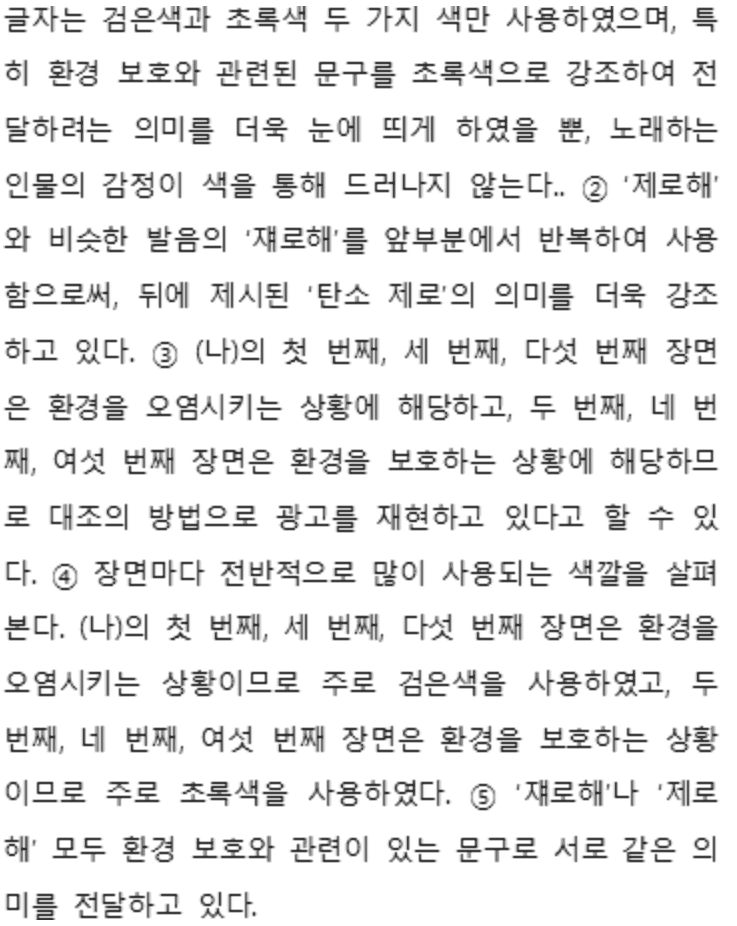 글자는 검은색과 초록색 두 가지 색만 사용하였으며, 특
히 환경 보호와 관련된 문구를 초록색으로 강조하여 전
달하려는 의미를 더욱 눈에 띄게 하였을 뿐, 노래하는
인물의 감정이 색을 통해 드러나지 않는다.. ② '제로해'
와 비슷한 발음의 '쟤로해'를 앞부분에서 반복하여 사용
함으로써, 뒤에 제시된 '탄소 제로'의 의미를 더욱 강조
하고 있다. ③ (나)의 첫 번째, 세 번째, 다섯 번째 장면
은 환경을 오염시키는 상황에 해당하고, 두 번째, 네 번
째, 여섯 번째 장면은 환경을 보호하는 상황에 해당하므
로 대조의 방법으로 광고를 재현하고 있다고 할 수 있
다. ④ 장면마다 전반적으로 많이 사용되는 색깔을 살펴
본다. (나)의 첫 번째, 세 번째, 다섯 번째 장면은 환경을
오염시키는 상황이므로 주로 검은색을 사용하였고, 두
번째, 네 번째, 여섯 번째 장면은 환경을 보호하는 상황
이므로 주로 초록색을 사용하였다. ⑤ '쟤로해'나 '제로
해' 모두 환경 보호와 관련이 있는 문구로 서로 같은 의
미를 전달하고 있다.